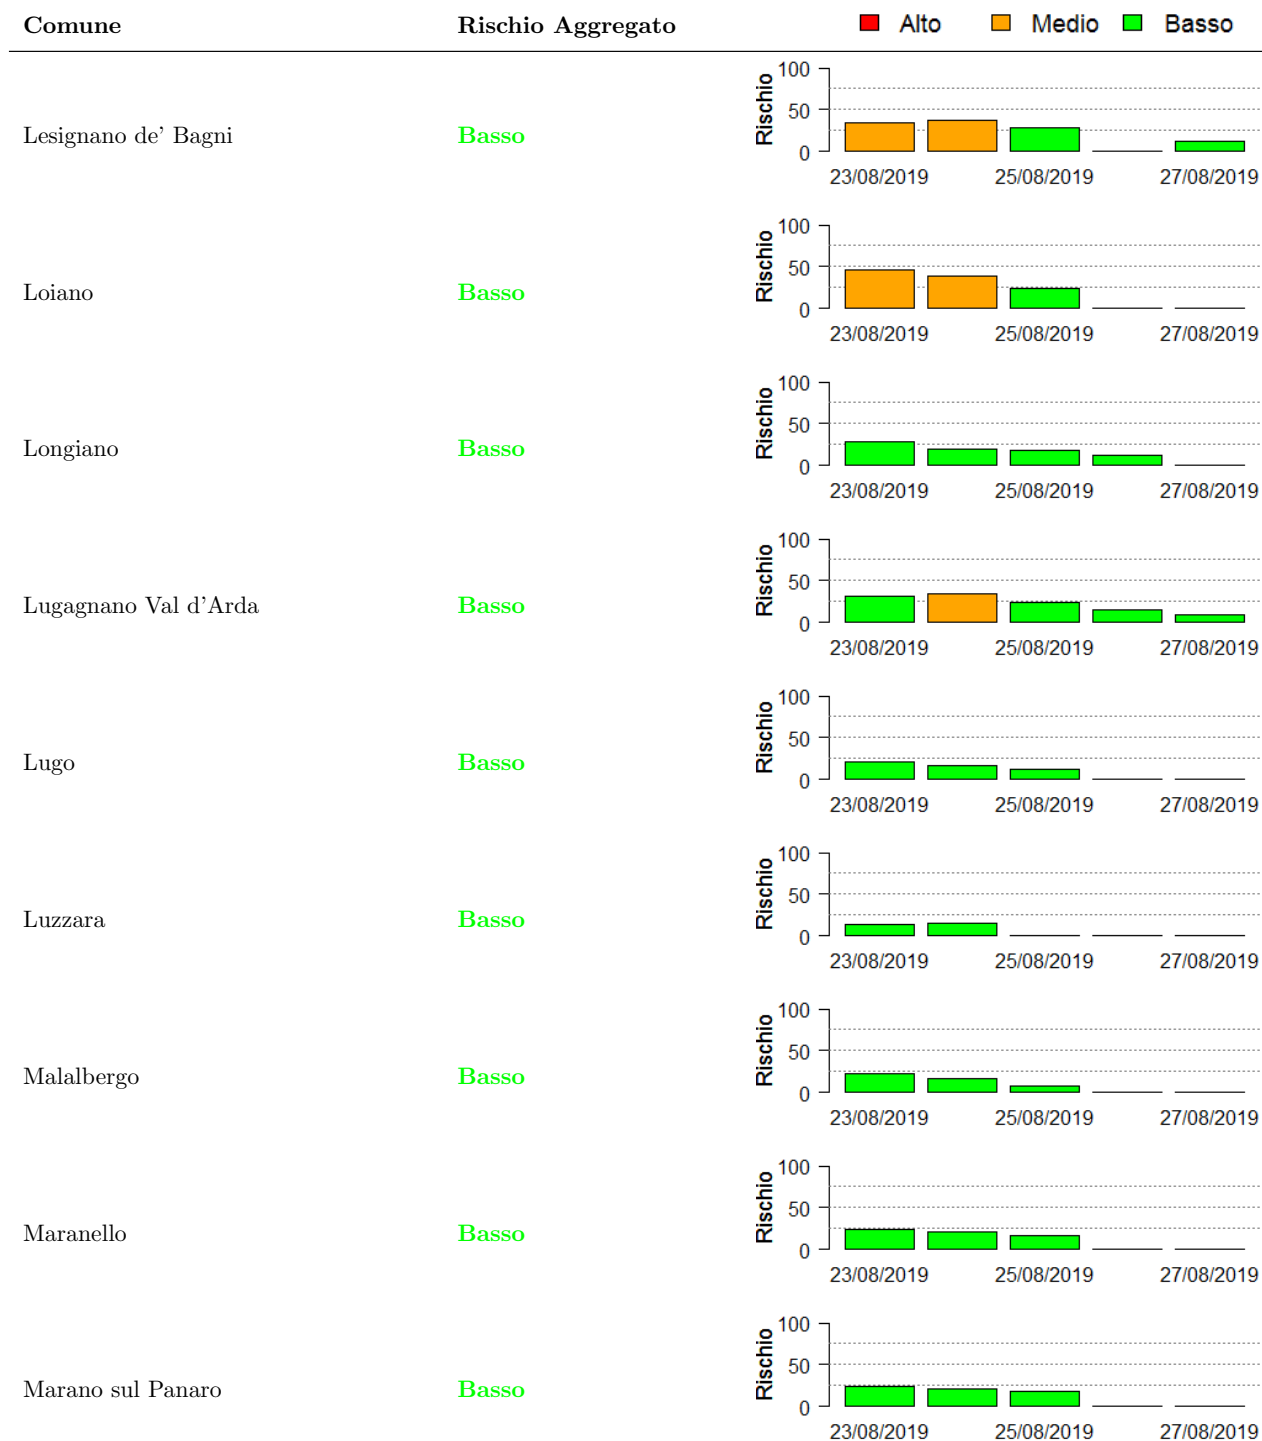 Comune Rischio Aggregato Alto Medio Basso
Lesignano de' Bagni Basso Rischio 100 50 0
23/08/2019 25/08/2019 27/08/2019
Loiano Basso Rischio 100 50 0
23/08/2019 25/08/2019 27/08/2019
Longiano Basso Rischio 100 50 0
23/08/2019 25/08/2019 27/08/2019
Lugagnano Val d'Arda Basso Rischio 100 50 0
23/08/2019 25/08/2019 27/08/2019
Lugo Basso Rischio 100 50 0
23/08/2019 25/08/2019 27/08/2019
Luzzara Basso Rischio 100 50 0
23/08/2019 25/08/2019 27/08/2019
Malalbergo Basso Rischio 100 50 0
23/08/2019 25/08/2019 27/08/2019
Maranello Basso Rischio 100 50 0
23/08/2019 25/08/2019 27/08/2019
Marano sul Panaro Basso Rischio 100 50 0
23/08/2019 25/08/2019 27/08/2019